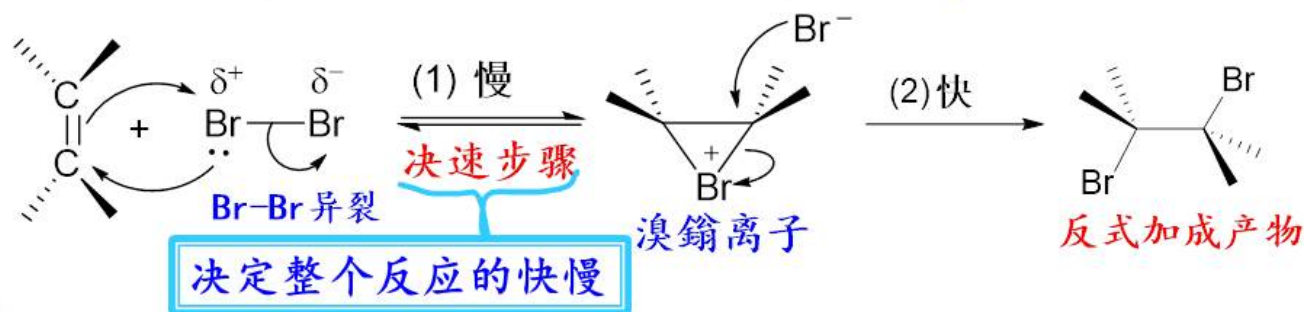 Br⁻
δ⁺ δ⁻ (1) 慢 (2) 快 Br
C
C + Br Br +
·· 决速步骤 Br Br
Br-Br 异裂 溴鎓离子 反式加成产物
决定整个反应的快慢